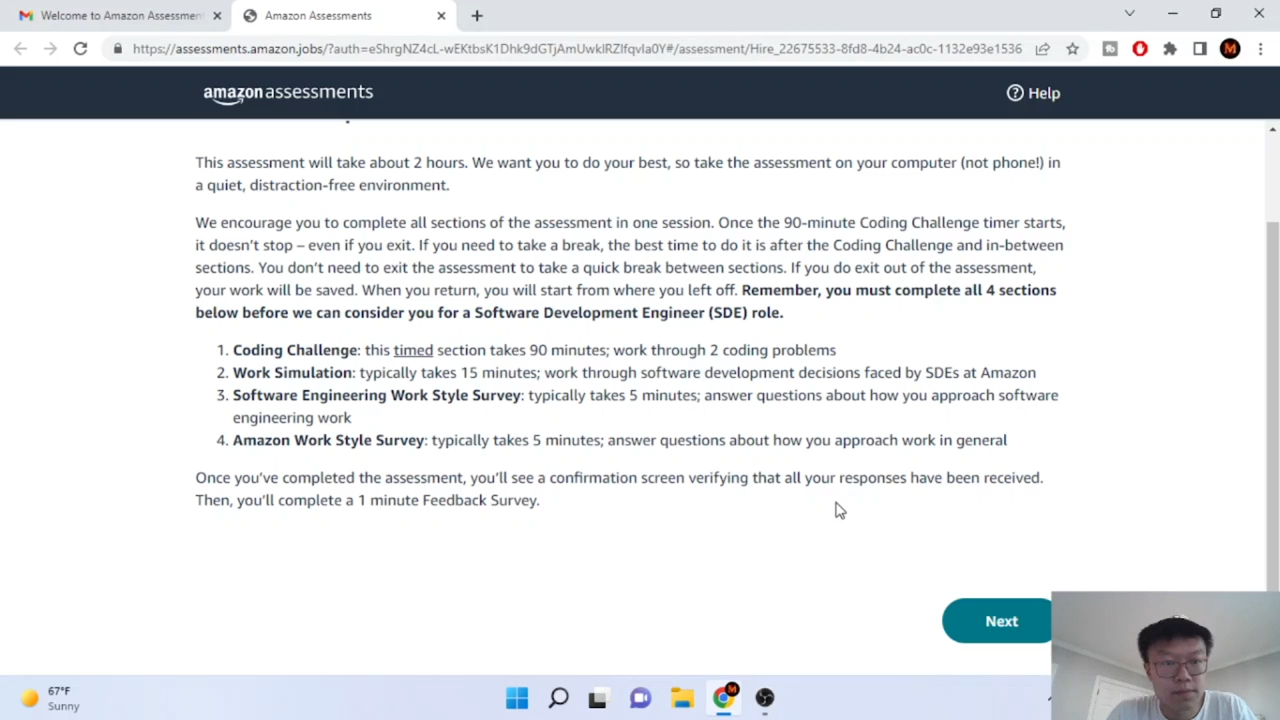 Welcome to Amazon Assessment
Amazon Assessments
https://assessments.amazon.jobs/?auth=eShrgNZ4cL-wEKtbsK1Dhk9dGTjAmUwkIRZIfqvIa0Y#/assessment/Hire_22675533-8fd8-4b24-ac0c-1132e93e1536
M
amazon assessments
? Help
This assessment will take about 2 hours. We want you to do your best, so take the assessment on your computer (not phone!) in
a quiet, distraction-free environment.
We encourage you to complete all sections of the assessment in one session. Once the 90-minute Coding Challenge timer starts,
it doesn't stop – even if you exit. If you need to take a break, the best time to do it is after the Coding Challenge and in-between
sections. You don't need to exit the assessment to take a quick break between sections. If you do exit out of the assessment,
your work will be saved. When you return, you will start from where you left off. Remember, you must complete all 4 sections
below before we can consider you for a Software Development Engineer (SDE) role.
1. Coding Challenge: this timed section takes 90 minutes; work through 2 coding problems
2. Work Simulation: typically takes 15 minutes; work through software development decisions faced by SDEs at Amazon
3. Software Engineering Work Style Survey: typically takes 5 minutes; answer questions about how you approach software
engineering work
4. Amazon Work Style Survey: typically takes 5 minutes; answer questions about how you approach work in general
Once you've completed the assessment, you'll see a confirmation screen verifying that all your responses have been received.
Then, you'll complete a 1 minute Feedback Survey.
Next
67°F
Sunny
M